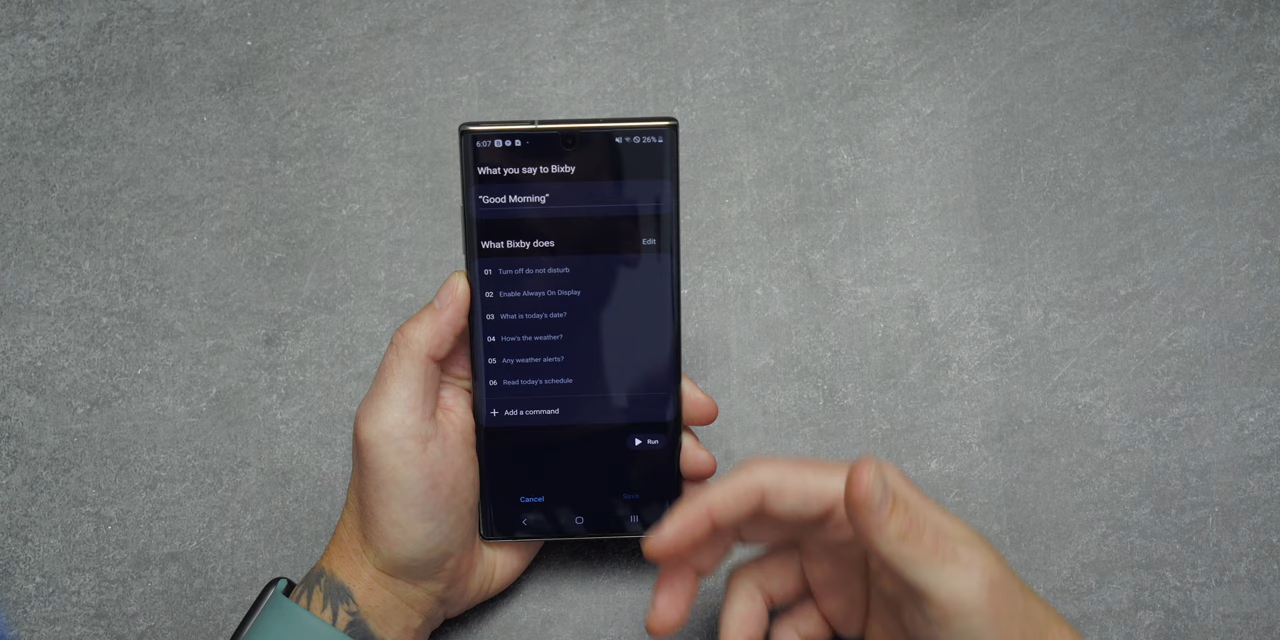 6:07 26%
What you say to Bixby
"Good Morning"
What Bixby does Edit
01 Turn off do not disturb
02 Enable Always On Display
03 What is today's date?
04 How's the weather?
05 Any weather alerts?
06 Read today's schedule
+ Add a command
Run
Cancel Save